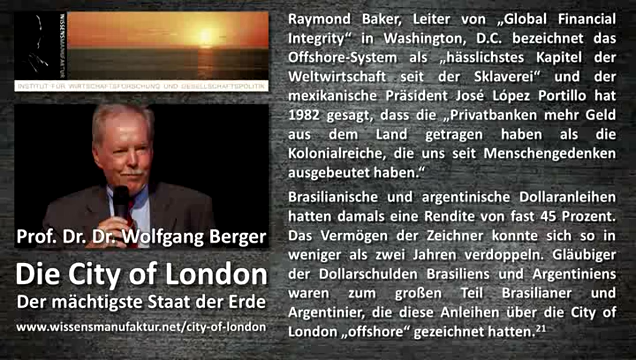 WISSENSMANUFAKTUR
INSTITUT FÜR WIRTSCHAFTSFORSCHUNG UND GESELLSCHAFTSPOLITIK
Prof. Dr. Dr. Wolfgang Berger
Die City of London
Der mächtigste Staat der Erde
www.wissensmanufaktur.net/city-of-london
Raymond Baker, Leiter von „Global Financial
Integrity“ in Washington, D.C. bezeichnet das
Offshore-System als „hässlichstes Kapitel der
Weltwirtschaft seit der Sklaverei“ und der
mexikanische Präsident José López Portillo hat
1982 gesagt, dass die „Privatbanken mehr Geld
aus dem Land getragen haben als die
Kolonialreiche, die uns seit Menschengedenken
ausgebeutet haben.“
Brasilianische und argentinische Dollaranleihen
hatten damals eine Rendite von fast 45 Prozent.
Das Vermögen der Zeichner konnte sich so in
weniger als zwei Jahren verdoppeln. Gläubiger
der Dollarschulden Brasiliens und Argentiniens
waren zum großen Teil Brasilianer und
Argentinier, die diese Anleihen über die City of
London „offshore“ gezeichnet hatten.²¹